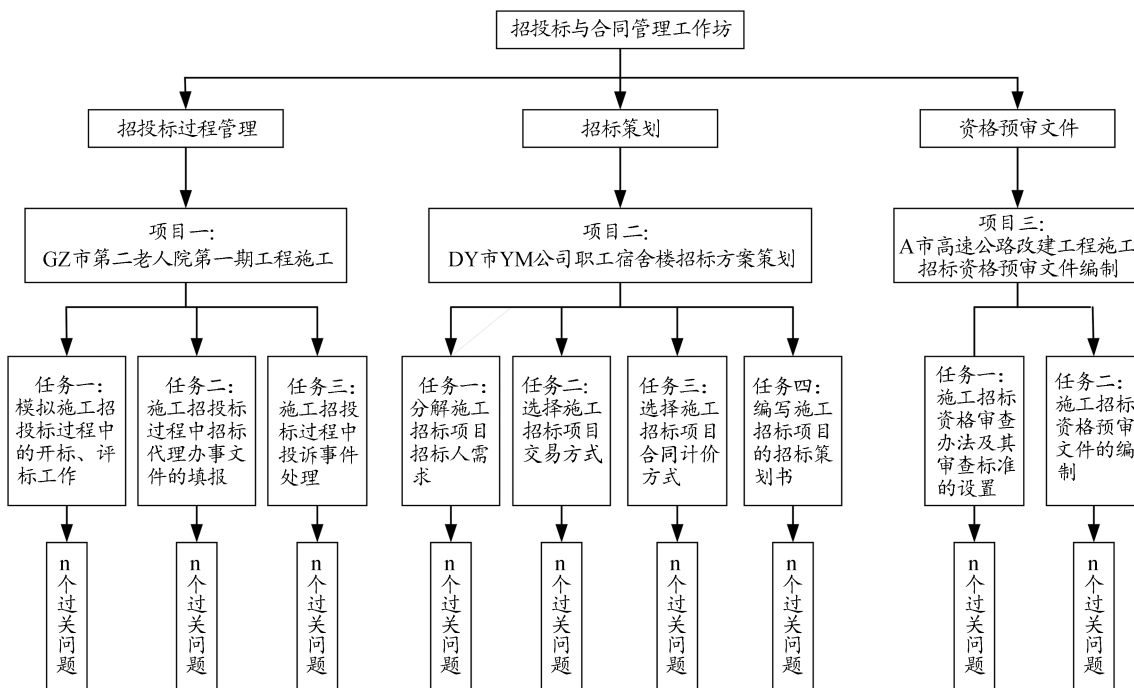 招投标与合同管理工作坊
招投标过程管理
招标策划
资格预审文件
项目一：
GZ市第二老人院第一期工程施工
项目二：
DY市YM公司职工宿舍楼招标方案策划
项目三：
A市高速公路改建工程施工
招标资格预审文件编制
任务一：
模拟施工招
投标过程中
的开标、评
标工作
任务二：
施工招投标
过程中招标
代理办事文
件的填报
任务三：
施工招投
标过程中
投诉事件
处理
任务一：
分解施工
招标项目
招标人需
求
任务二：
选择施工
招标项目
交易方式
任务三：
选择施工
招标项目
合同计价
方式
任务四：
编写施工
招标项目
的招标策
划书
任务一：
施工招标
资格审查
办法及其
审查标准
的设置
任务二：
施工招标
资格预审
文件的编
制
n个过关问题
n个过关问题
n个过关问题
n个过关问题
n个过关问题
n个过关问题
n个过关问题
n个过关问题
n个过关问题